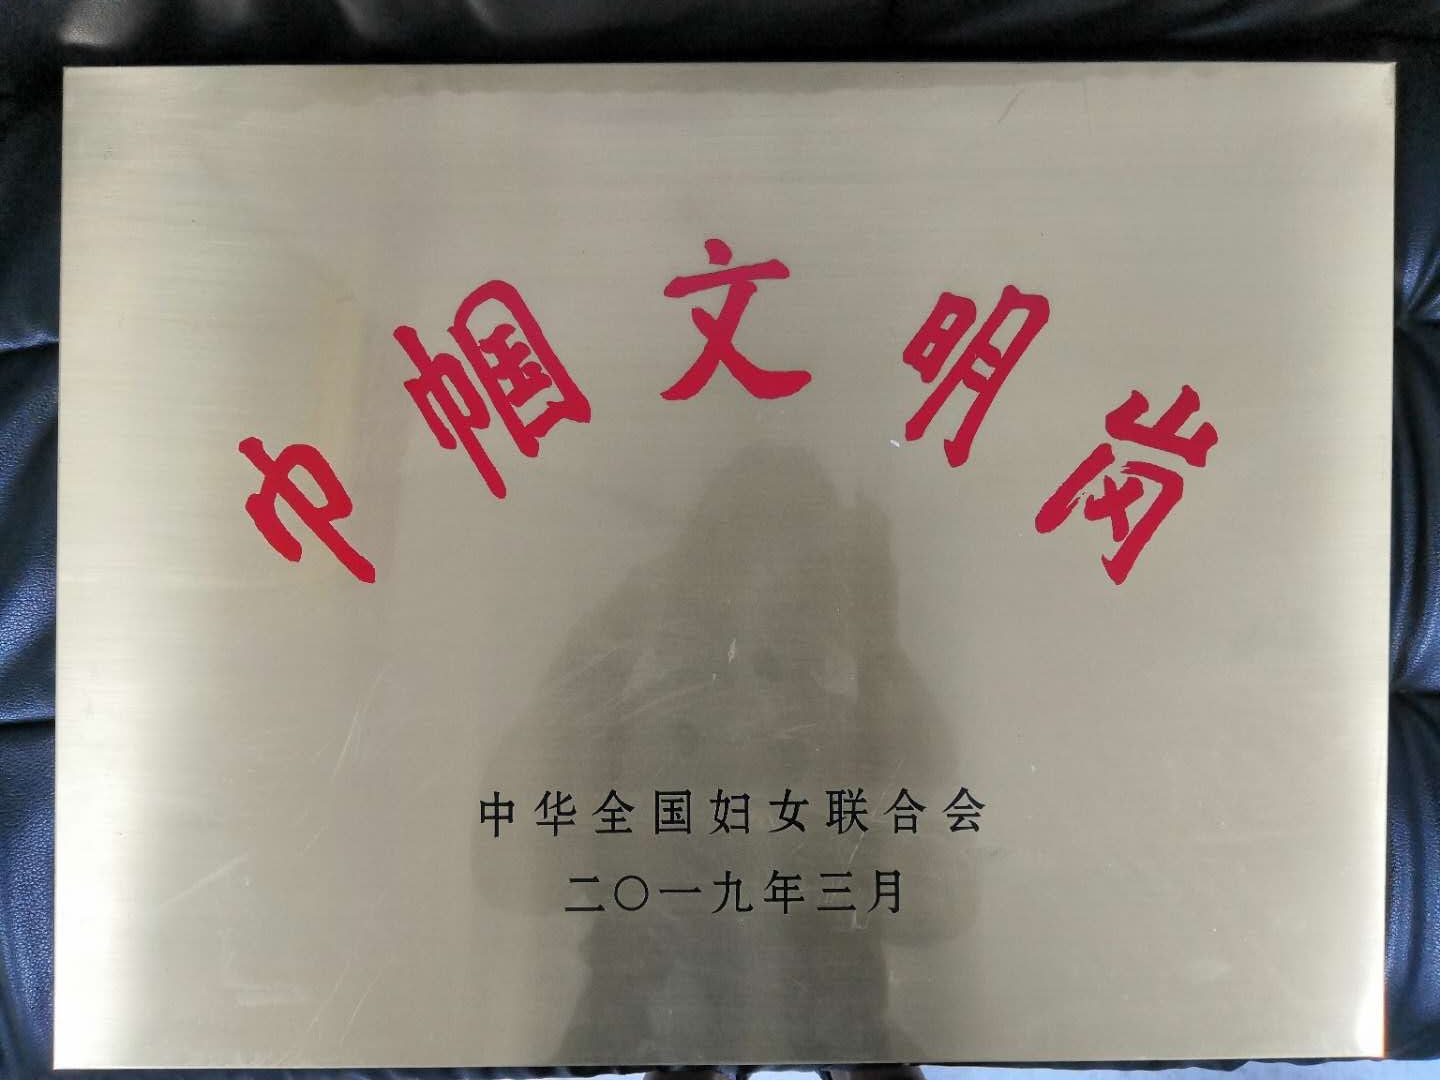 巾帼文明岗
中华全国妇女联合会
二〇一九年三月